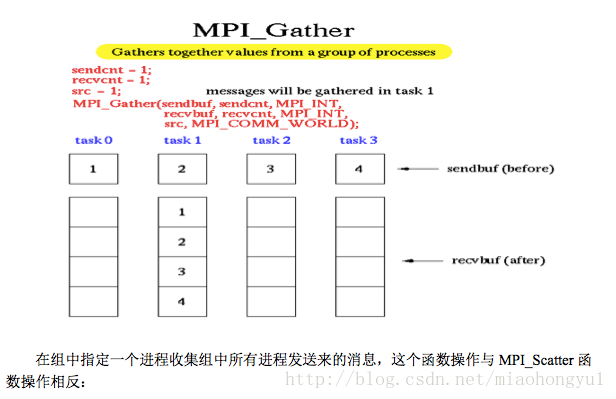 MPI_Gather
Gathers together values from a group of processes
sendcnt = 1;
recvcnt = 1;
src = 1; messages will be gathered in task 1
MPI_Gather(sendbuf, sendcnt, MPI_INT,
recvbuf, recvcnt, MPI_INT,
src, MPI_COMM_WORLD);
task 0 task 1 task 2 task 3
1 2 3 4 sendbuf (before)
1
2
recvbuf (after)
3
4
在组中指定一个进程收集组中所有进程发送来的消息，这个函数操作与 MPI_Scatter 函
数操作相反：
http://blog.csdn.net/miaohongyu1